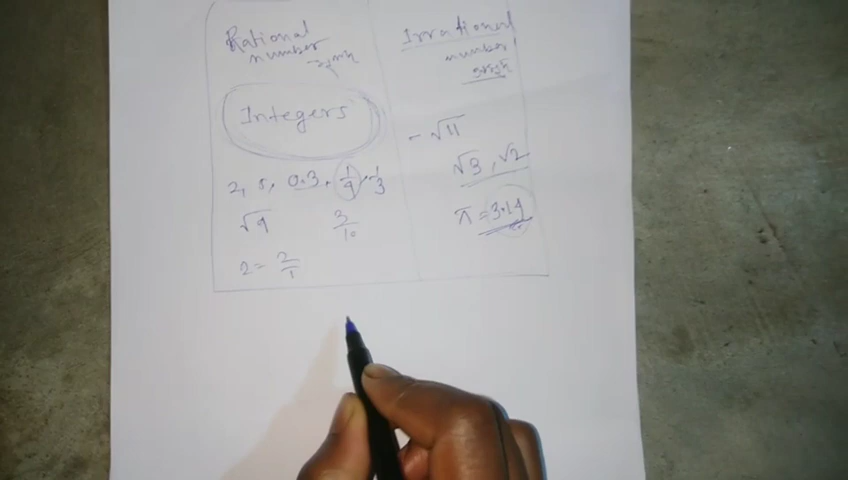 Rational
number
Integers
2, 5, 0.3, 1/4, -1/3
√4 3/10
2 = 2/1
Irrational
number
- √11
√3, √2
π = 3.14